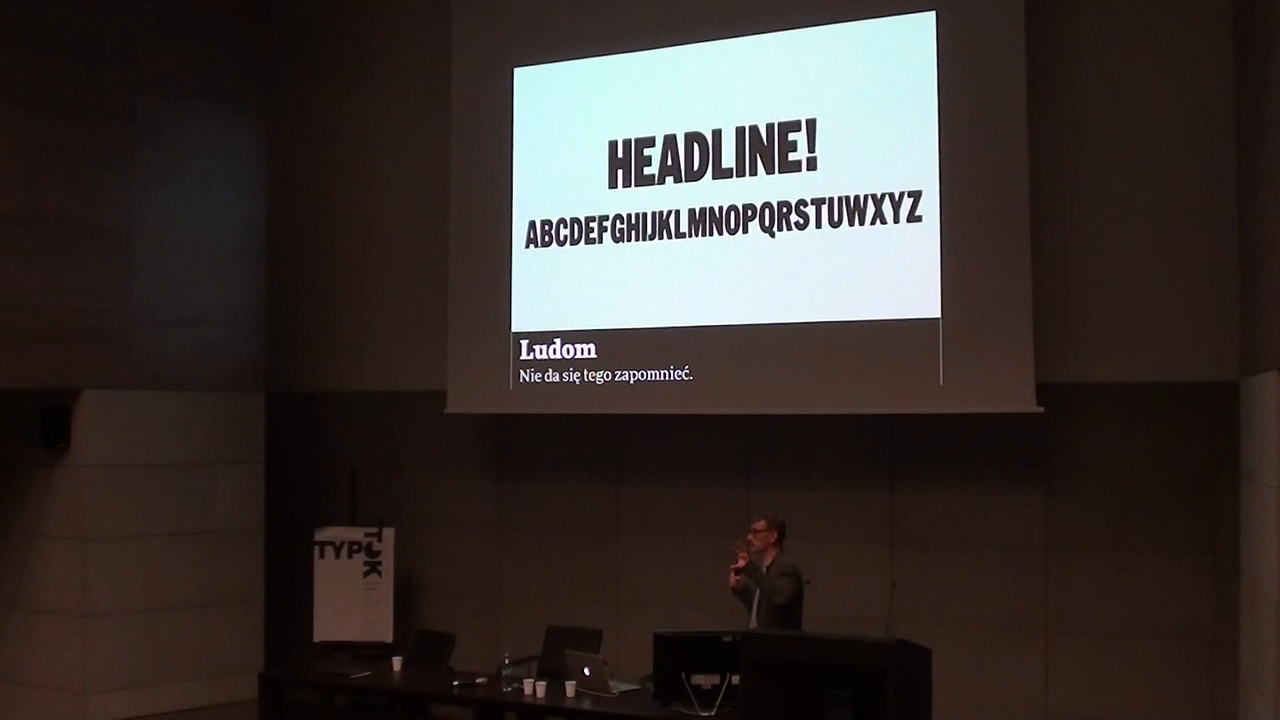 HEADLINE!
ABCDEFGHIJKLMNOPQRSTUWXYZ
Ludom
Nie da się tego zapomnieć.
TYPO
TOK